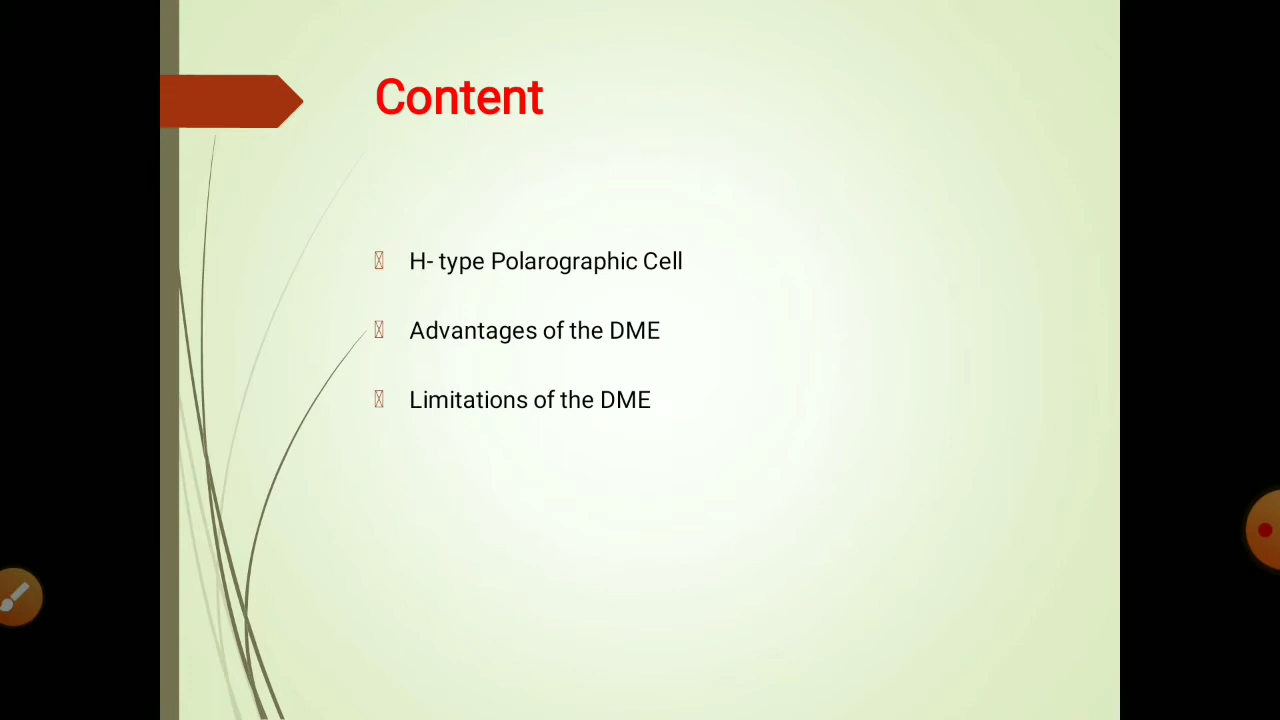 Content
H- type Polarographic Cell
Advantages of the DME
Limitations of the DME